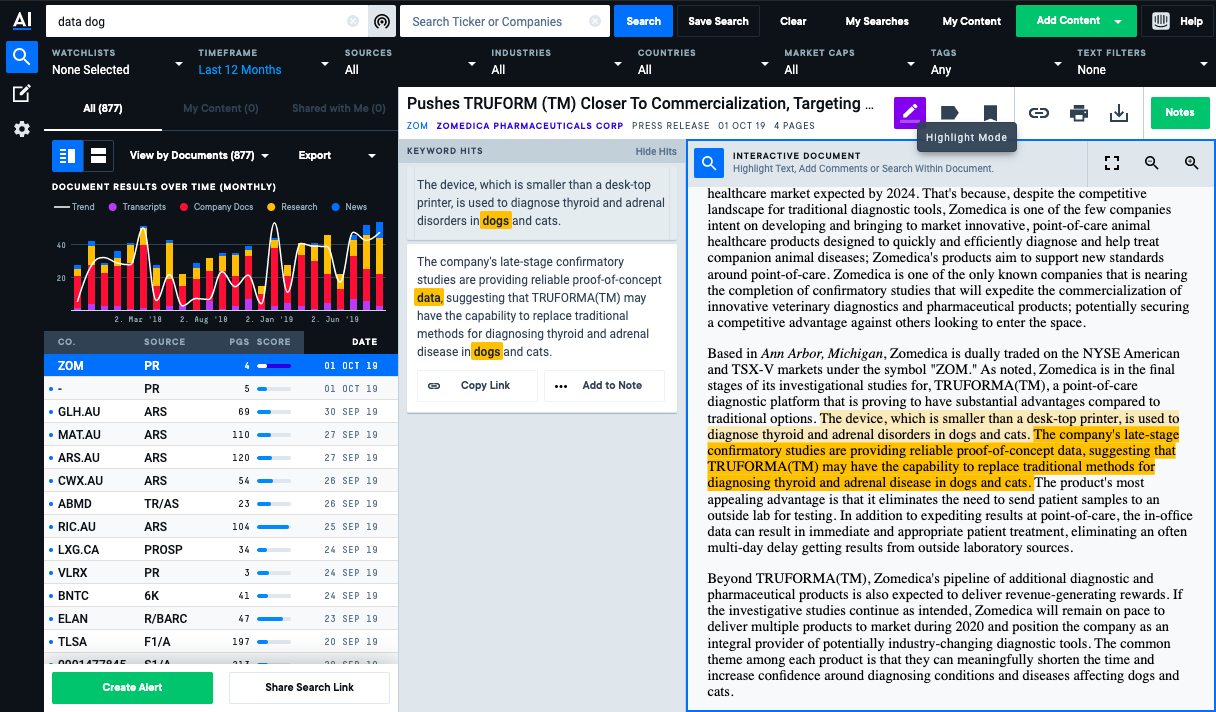 AI
data dog
Search Ticker or Companies
Search
Save Search
Clear
My Searches
My Content
Add Content
Help
WATCHLISTS
None Selected
TIMEFRAME
Last 12 Months
SOURCES
All
INDUSTRIES
All
COUNTRIES
All
MARKET CAPS
All
TAGS
Any
TEXT FILTERS
None
All (877)
My Content (0)
Shared with Me (0)
View by Documents (877)
Export
DOCUMENT RESULTS OVER TIME (MONTHLY)
Trend
Transcripts
Company Docs
Research
News
40
20
2. Mar '18
2. Aug '18
2. Jan '19
2. Jun '19
CO. SOURCE PGS SCORE DATE
ZOM PR 4 01 OCT 19
- PR 5 01 OCT 19
GLH.AU ARS 69 30 SEP 19
MAT.AU ARS 110 27 SEP 19
ARS.AU ARS 120 27 SEP 19
CWX.AU ARS 54 26 SEP 19
ABMD TR/AS 23 26 SEP 19
RIC.AU ARS 104 25 SEP 19
LXG.CA PROSP 34 24 SEP 19
VLRX PR 3 24 SEP 19
BNTC 6K 41 24 SEP 19
ELAN R/BARC 47 23 SEP 19
TLSA F1/A 197 20 SEP 19
Create Alert
Share Search Link
Pushes TRUFORM (TM) Closer To Commercialization, Targeting ...
ZOM ZOMEDICA PHARMACEUTICALS CORP PRESS RELEASE 01 OCT 19 4 PAGES
Highlight Mode
Notes
KEYWORD HITS
Hide Hits
The device, which is smaller than a desk-top
printer, is used to diagnose thyroid and adrenal
disorders in dogs and cats.
The company's late-stage confirmatory
studies are providing reliable proof-of-concept
data, suggesting that TRUFORMA(TM) may
have the capability to replace traditional
methods for diagnosing thyroid and adrenal
disease in dogs and cats.
Copy Link
Add to Note
INTERACTIVE DOCUMENT
Highlight Text, Add Comments or Search Within Document.
healthcare market expected by 2024. That's because, despite the competitive
landscape for traditional diagnostic tools, Zomedica is one of the few companies
intent on developing and bringing to market innovative, point-of-care animal
healthcare products designed to quickly and efficiently diagnose and help treat
companion animal diseases; Zomedica's products aim to support new standards
around point-of-care. Zomedica is one of the only known companies that is nearing
the completion of confirmatory studies that will expedite the commercialization of
innovative veterinary diagnostics and pharmaceutical products; potentially securing
a competitive advantage against others looking to enter the space.
Based in Ann Arbor, Michigan, Zomedica is dually traded on the NYSE American
and TSX-V markets under the symbol "ZOM." As noted, Zomedica is in the final
stages of its investigational studies for, TRUFORMA(TM), a point-of-care
diagnostic platform that is proving to have substantial advantages compared to
traditional options. The device, which is smaller than a desk-top printer, is used to
diagnose thyroid and adrenal disorders in dogs and cats. The company's late-stage
confirmatory studies are providing reliable proof-of-concept data, suggesting that
TRUFORMA(TM) may have the capability to replace traditional methods for
diagnosing thyroid and adrenal disease in dogs and cats. The product's most
appealing advantage is that it eliminates the need to send patient samples to an
outside lab for testing. In addition to expediting results at point-of-care, the in-office
data can result in immediate and appropriate patient treatment, eliminating an often
multi-day delay getting results from outside laboratory sources.
Beyond TRUFORMA(TM), Zomedica's pipeline of additional diagnostic and
pharmaceutical products is also expected to deliver revenue-generating rewards. If
the investigative studies continue as intended, Zomedica will remain on pace to
deliver multiple products to market during 2020 and position the company as an
integral provider of potentially industry-changing diagnostic tools. The common
theme among each product is that they can meaningfully shorten the time and
increase confidence around diagnosing conditions and diseases affecting dogs and
cats.